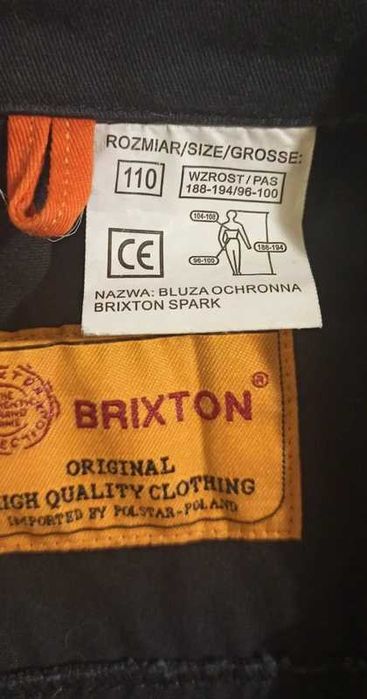 ROZMIAR/SIZE/GROSSE:
110
WZROST/PAS
188-194/96-100
104-108
188-194
96-100
CE
NAZWA: BLUZA OCHRONNA
BRIXTON SPARK
BRIXTON®
ORIGINAL
HIGH QUALITY CLOTHING
IMPORTED BY POLSTAR-POLAND